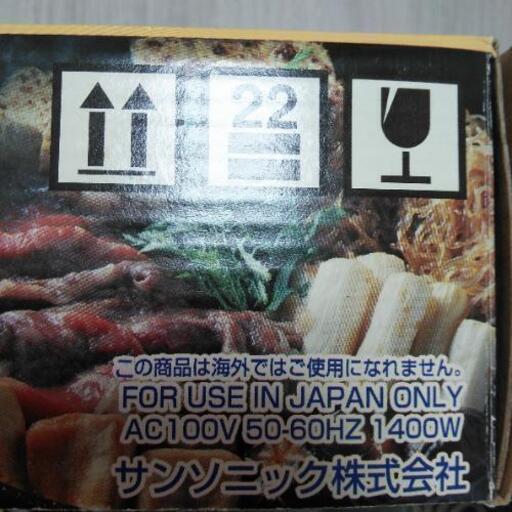 22
この商品は海外ではご使用になれません。
FOR USE IN JAPAN ONLY
AC100V 50-60HZ 1400W
サンソニック株式会社